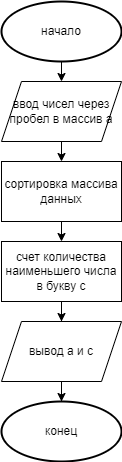 начало
ввод чисел через
пробел в массив а
сортировка массива
данных
счет количества
наименьшего числа
в букву с
вывод а и с
конец